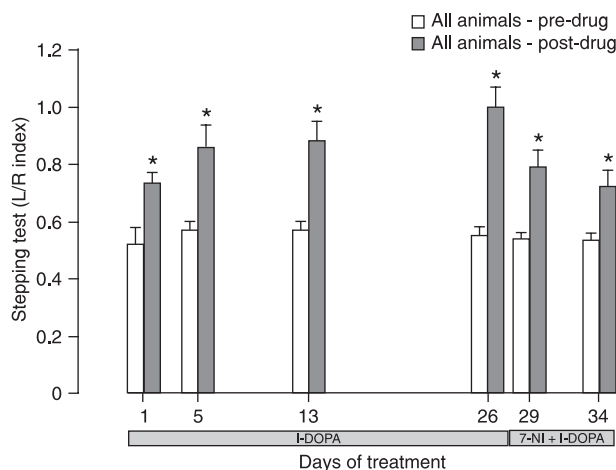 All animals - pre-drug
All animals - post-drug
Stepping test (L/R index)
1.2
1.0
0.8
0.6
0.4
0.2
0
* * * * * *
1 5 13 26 29 34
l-DOPA 7-NI + l-DOPA
Days of treatment